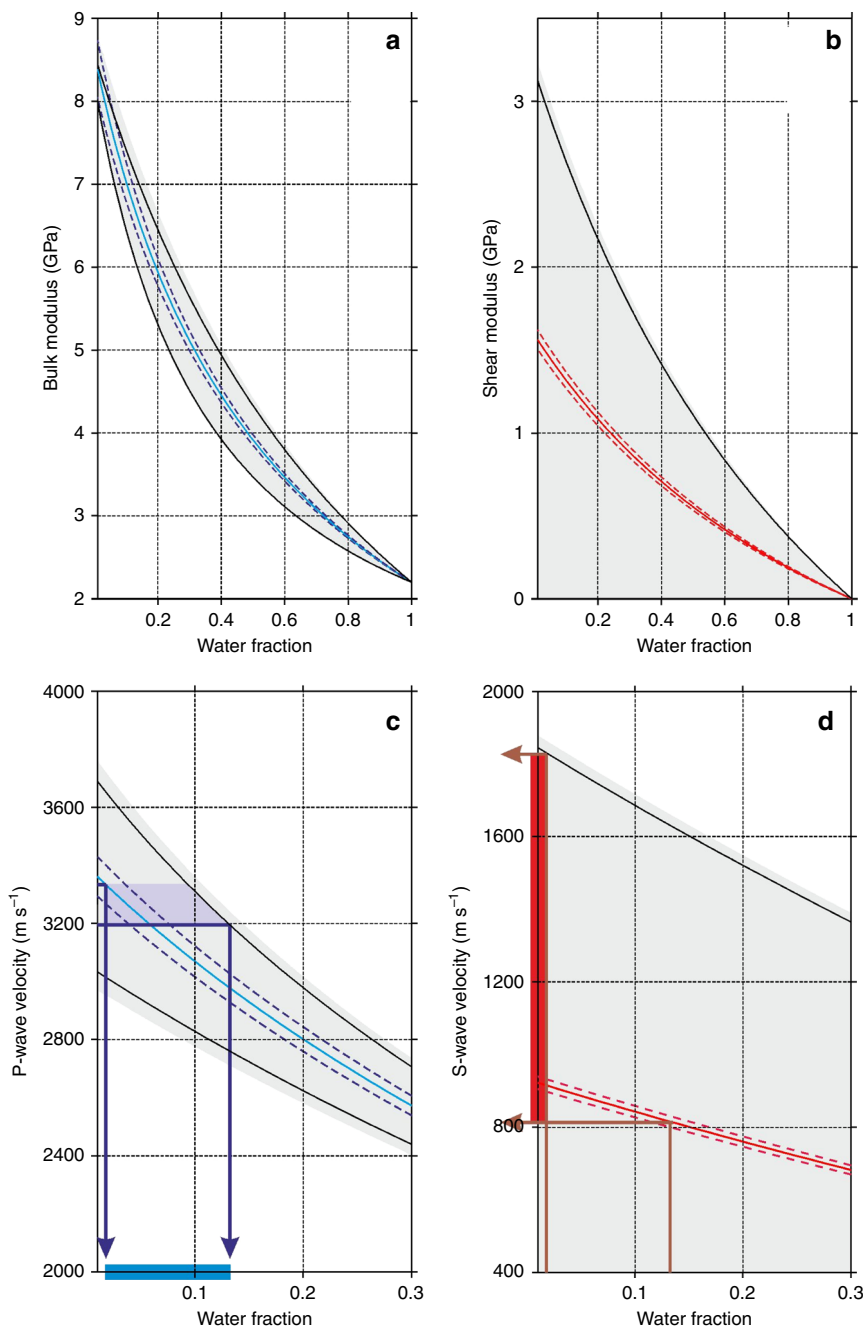 a
9
8
7
6
5
4
3
2
Bulk modulus (GPa)
0.2 0.4 0.6 0.8 1
Water fraction
b
3
2
1
0
Shear modulus (GPa)
0.2 0.4 0.6 0.8 1
Water fraction
c
4000
3600
3200
2800
2400
2000
P-wave velocity (m s⁻¹)
0.1 0.2 0.3
Water fraction
d
2000
1600
1200
800
400
S-wave velocity (m s⁻¹)
0.1 0.2 0.3
Water fraction